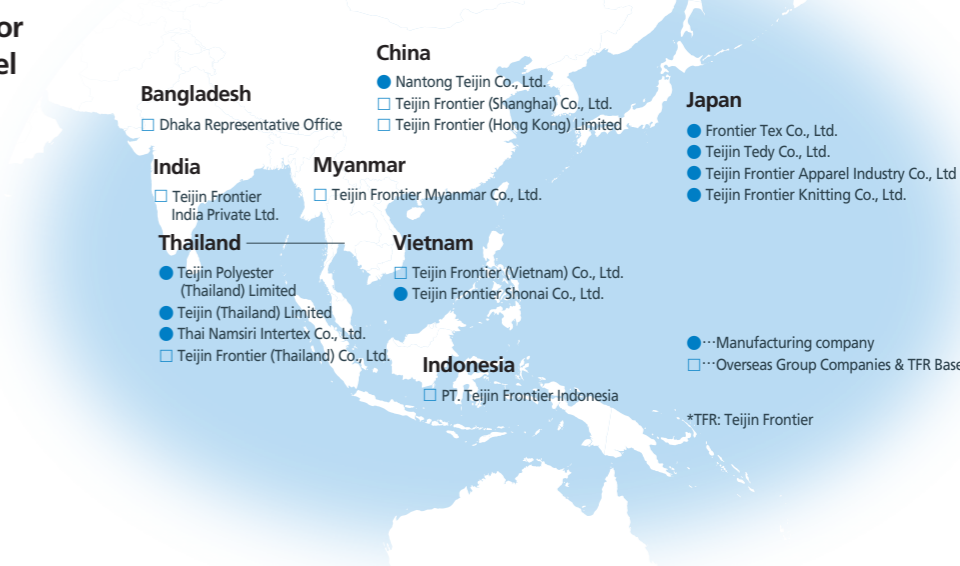 or
el
China
● Nantong Teijin Co., Ltd.
□ Teijin Frontier (Shanghai) Co., Ltd.
□ Teijin Frontier (Hong Kong) Limited
Bangladesh
□ Dhaka Representative Office
India
□ Teijin Frontier
India Private Ltd.
Myanmar
□ Teijin Frontier Myanmar Co., Ltd.
Japan
● Frontier Tex Co., Ltd.
● Teijin Tedy Co., Ltd.
● Teijin Frontier Apparel Industry Co., Ltd
● Teijin Frontier Knitting Co., Ltd.
Thailand
● Teijin Polyester
(Thailand) Limited
● Teijin (Thailand) Limited
● Thai Namsiri Intertex Co., Ltd.
□ Teijin Frontier (Thailand) Co., Ltd.
Vietnam
□ Teijin Frontier (Vietnam) Co., Ltd.
● Teijin Frontier Shonai Co., Ltd.
Indonesia
□ PT. Teijin Frontier Indonesia
●···Manufacturing company
□···Overseas Group Companies & TFR Base
*TFR: Teijin Frontier